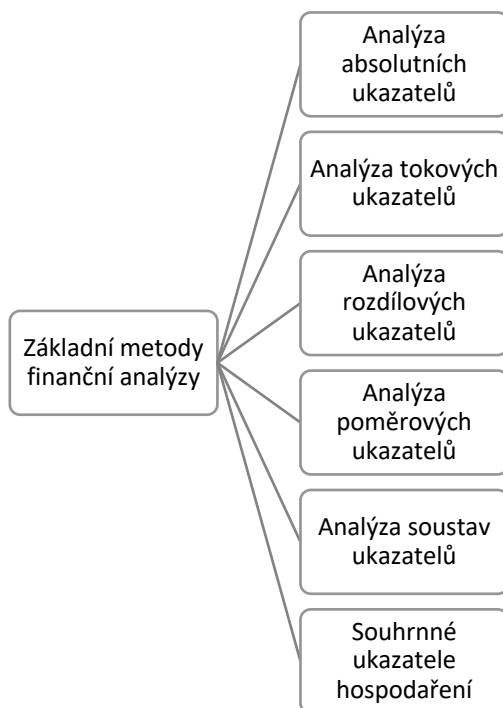 Základní metody
finanční analýzy
Analýza
absolutních
ukazatelů
Analýza tokových
ukazatelů
Analýza
rozdílových
ukazatelů
Analýza
poměrových
ukazatelů
Analýza soustav
ukazatelů
Souhrnné
ukazatele
hospodaření